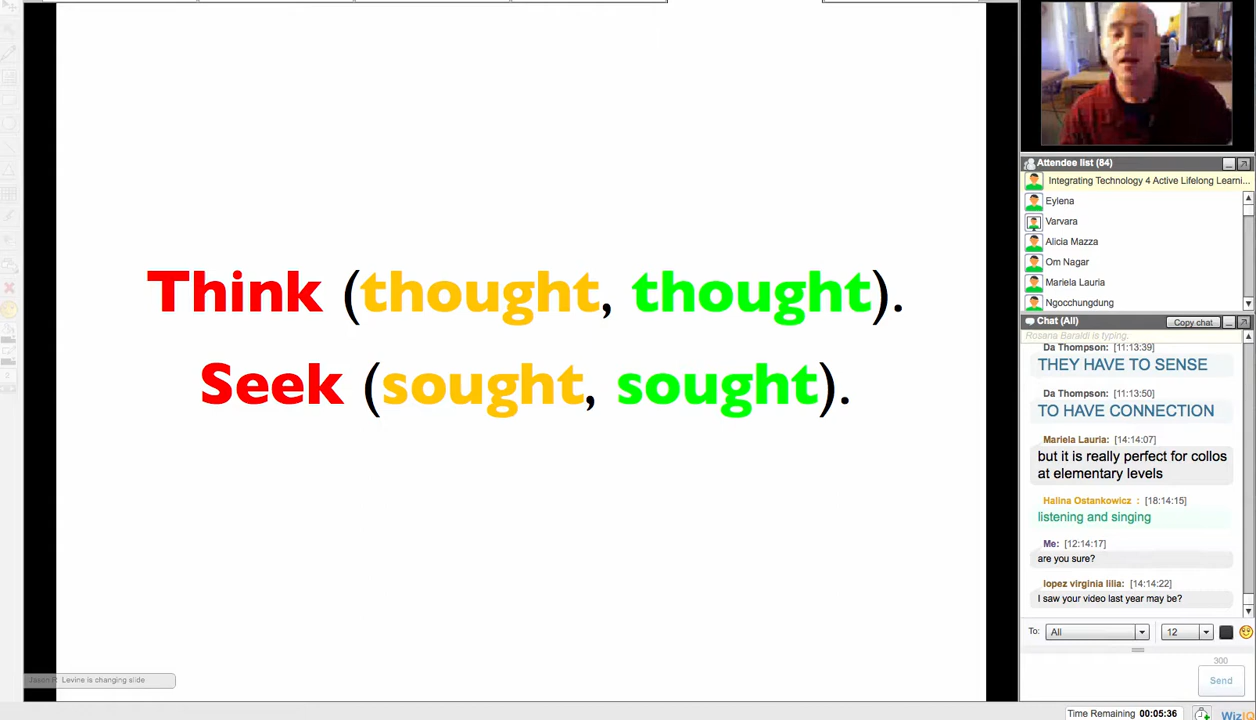 Think (thought, thought).
Seek (sought, sought).
Jason R Levine is changing slide
Attendee list (84)
Integrating Technology 4 Active Lifelong Learni...
Eylena
Varvara
Alicia Mazza
Om Nagar
Mariela Lauria
Ngocchungdung
Chat (All)
Copy chat
Rosana Baraldi is typing.
Da Thompson: [11:13:39]
THEY HAVE TO SENSE
Da Thompson: [11:13:50]
TO HAVE CONNECTION
Mariela Lauria: [14:14:07]
but it is really perfect for collos
at elementary levels
Halina Ostankowicz : [18:14:15]
listening and singing
Me: [12:14:17]
are you sure?
lopez virginia lilia: [14:14:22]
I saw your video last year may be?
To: All 12
300
Send
Time Remaining 00:05:36
WizIQ